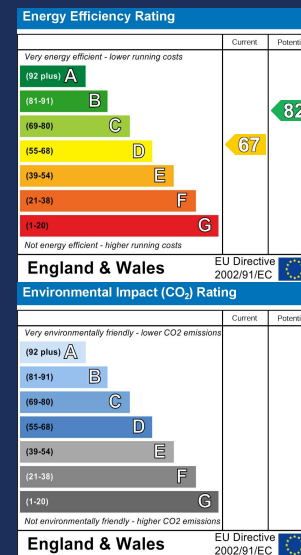 Energy Efficiency Rating
Current Potenti
Very energy efficient - lower running costs
(92 plus) A
(81-91) B
82
(69-80) C
(55-68) D
67
(39-54) E
(21-38) F
(1-20) G
Not energy efficient - higher running costs
England & Wales
EU Directive
2002/91/EC
Environmental Impact (CO₂) Rating
Current Potenti
Very environmentally friendly - lower CO2 emissions
(92 plus) A
(81-91) B
(69-80) C
(55-68) D
(39-54) E
(21-38) F
(1-20) G
Not environmentally friendly - higher CO2 emissions
England & Wales
EU Directive
2002/91/EC